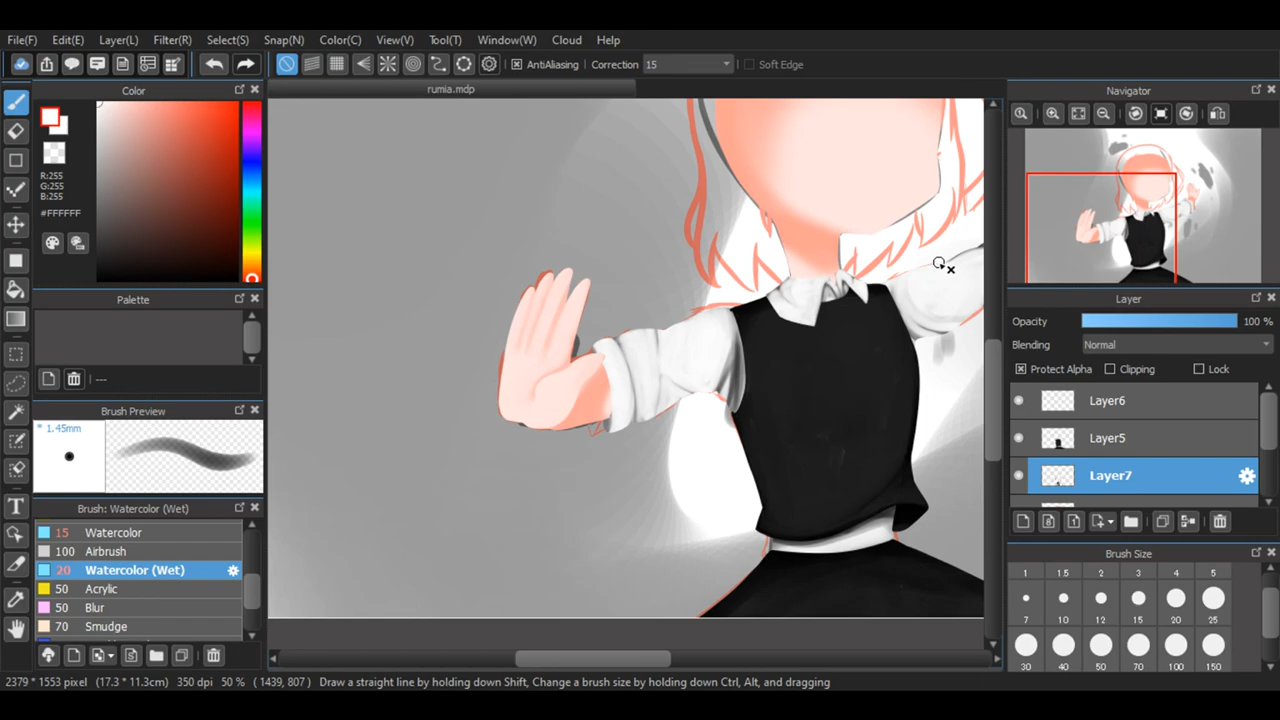 File(F) Edit(E) Layer(L) Filter(R) Select(S) Snap(N) Color(C) View(V) Tool(T) Window(W) Cloud Help
AntiAliasing Correction 15 Soft Edge
Color
rumia.mdp
Navigator
R:255
G:255
B:255
#FFFFFF
Palette
---
Brush Preview
* 1.45mm
Brush: Watercolor (Wet)
15 Watercolor
100 Airbrush
20 Watercolor (Wet)
50 Acrylic
50 Blur
70 Smudge
Layer
Opacity 100 %
Blending Normal
Protect Alpha Clipping Lock
Layer6
Layer5
Layer7
Brush Size
1 1.5 2 3 4 5
7 10 12 15 20 25
30 40 50 70 100 150
2379 * 1553 pixel (17.3 * 11.3cm) 350 dpi 50 % ( 1439, 807 ) Draw a straight line by holding down Shift, Change a brush size by holding down Ctrl, Alt, and dragging